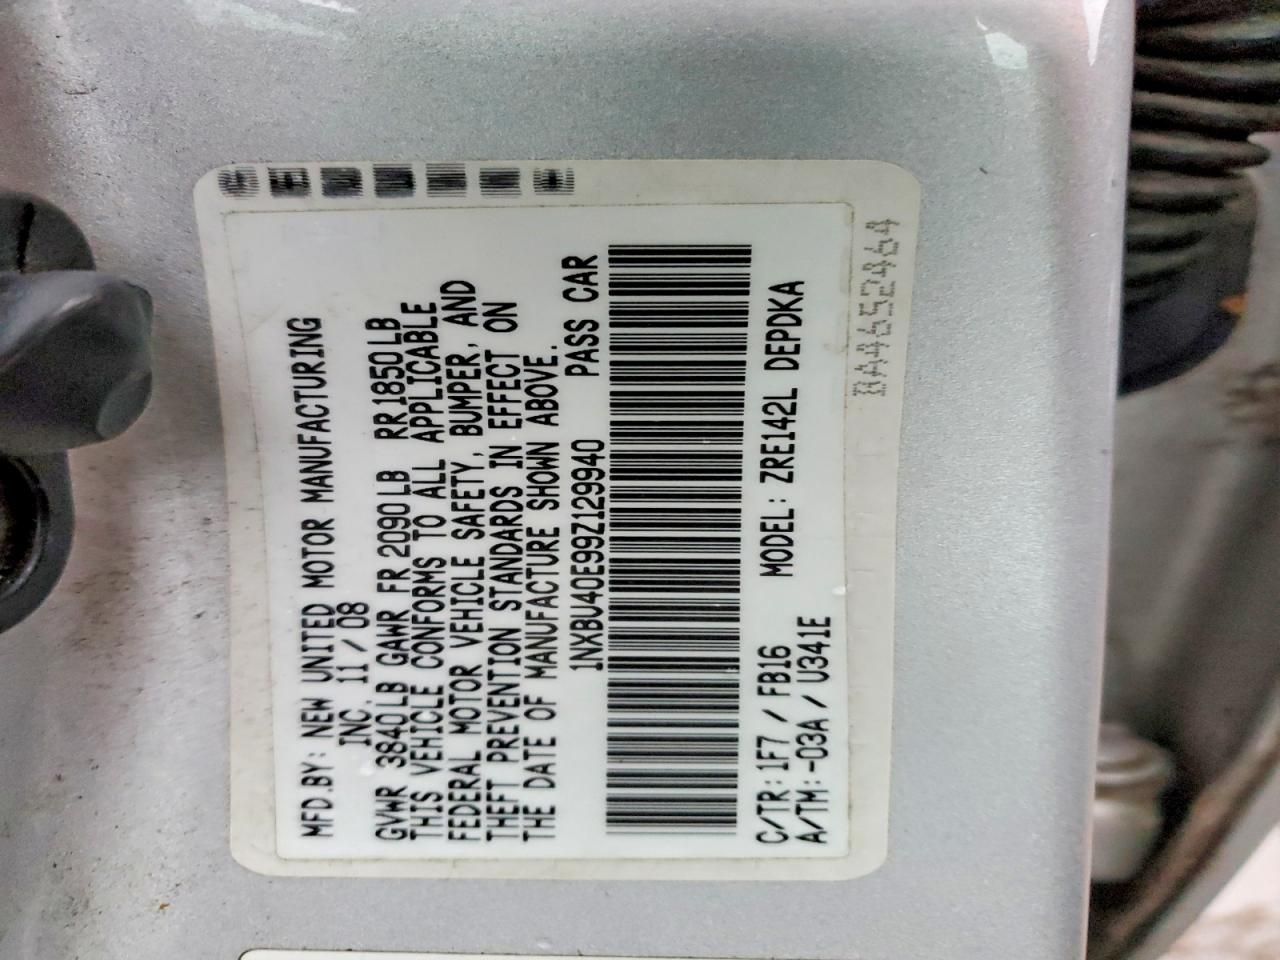 MFD.BY: NEW UNITED MOTOR MANUFACTURING
INC. 11/08
GVWR 3840LB GAWR FR 2090LB RR 1850LB
THIS VEHICLE CONFORMS TO ALL APPLICABLE
FEDERAL MOTOR VEHICLE SAFETY, BUMPER, AND
THEFT PREVENTION STANDARDS IN EFFECT ON
THE DATE OF MANUFACTURE SHOWN ABOVE.
1NXBU40E99Z129940 PASS CAR
C/TR: 1F7 / FB16 MODEL: ZRE142L DEPDKA
A/TM: -03A / U341E
BA4652464